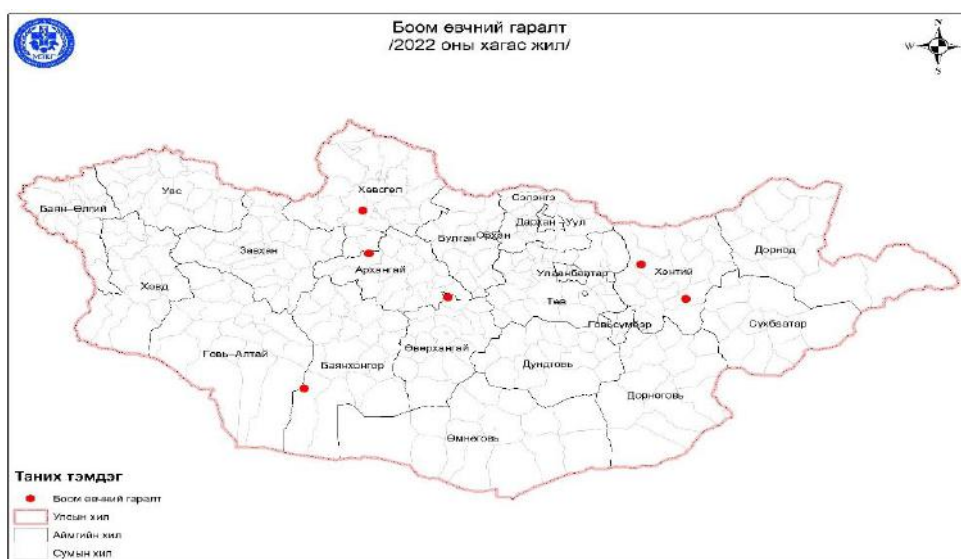 Боом өвчний гаралт
/2022 оны хагас жил/
N
W
S
Увс
Хөвсгөл
Баян-Өлгий
Сэлэнгэ
Дархан-Уул
Орхон
Булган
Завхан
Архангай
Улаанбаатар
Хэнтий
Дорнод
Ховд
Төв
Говьсүмбэр
Сүхбаатар
Говь-Алтай
Баянхонгор
Өвөрхангай
Дундговь
Дорноговь
Өмнөговь
Таних тэмдэг
Боом өвчний гаралт
Улсын хил
Аймгийн хил
Сумын хил